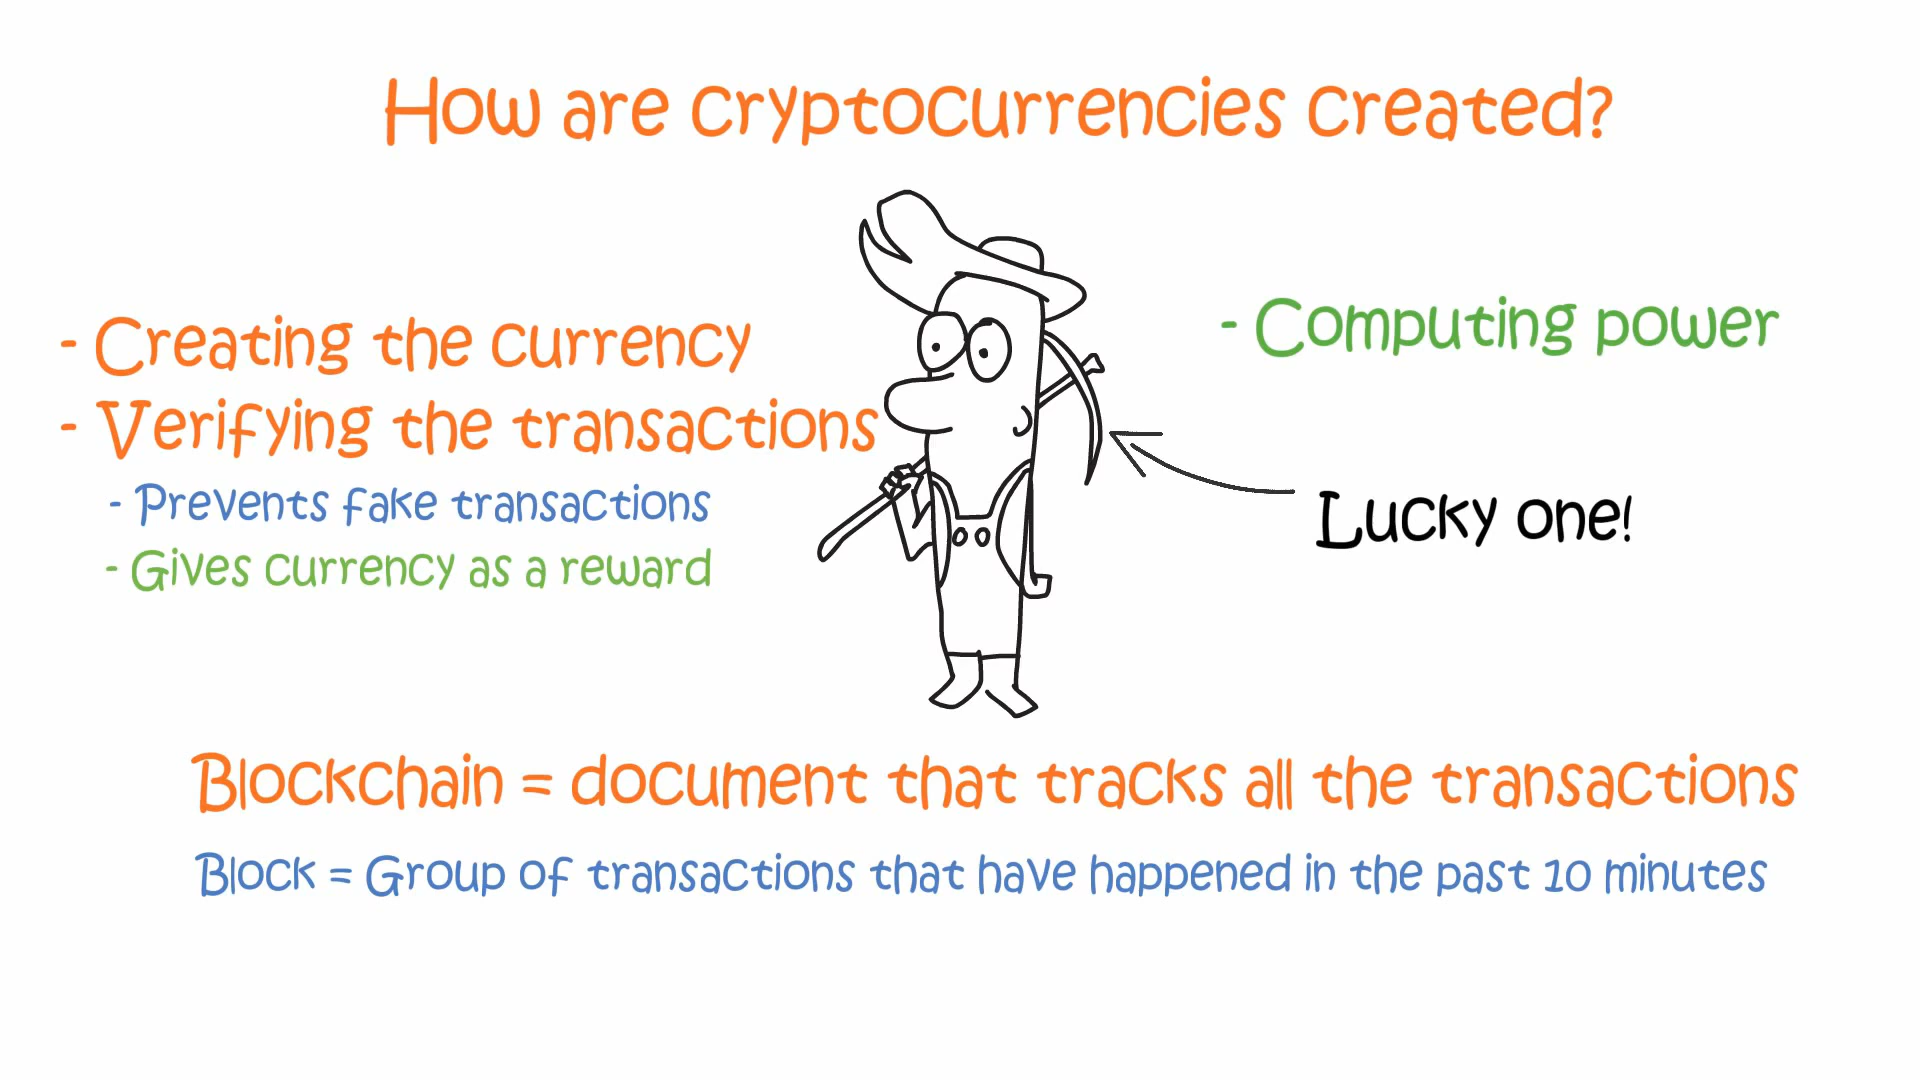 How are cryptocurrencies created?
- Creating the currency
- Verifying the transactions
- Prevents fake transactions
- Gives currency as a reward
- Computing power
Lucky one!
Blockchain = document that tracks all the transactions
Block = Group of transactions that have happened in the past 10 minutes